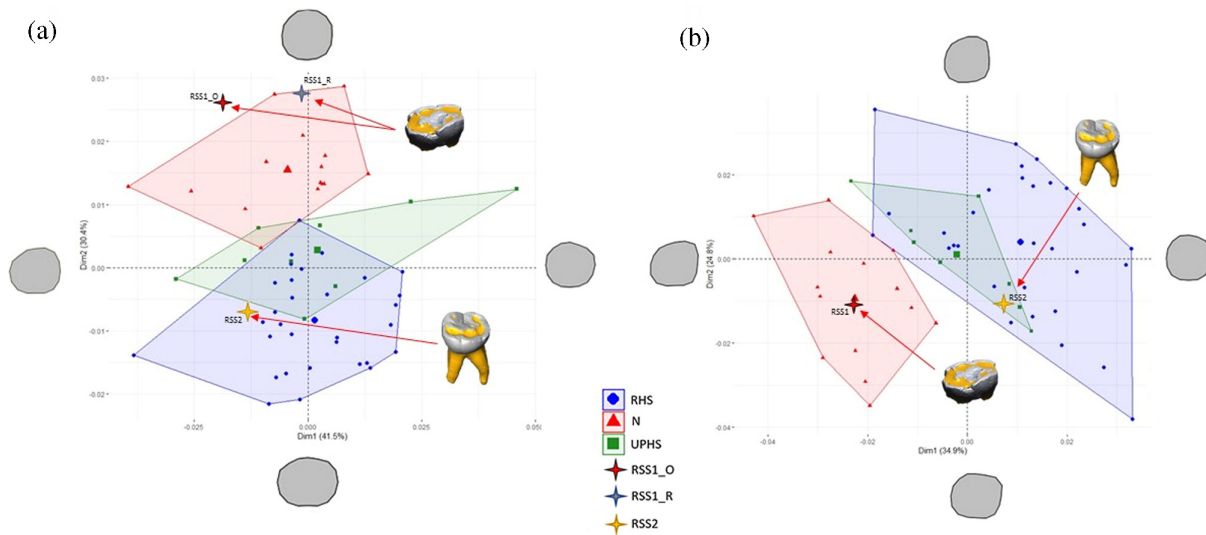 (a)
RSS1_O
RSS1_R
0.03
0.02
0.01
0.00
-0.01
-0.02
Dim2 (30.4%)
RSS2
-0.025
0.000
0.025
0.050
Dim1 (41.5%)
(b)
0.02
0.00
-0.02
-0.04
Dim2 (24.8%)
RSS1
RSS2
-0.04
-0.02
0.00
0.02
Dim1 (34.9%)
RHS
N
UPHS
RSS1_O
RSS1_R
RSS2